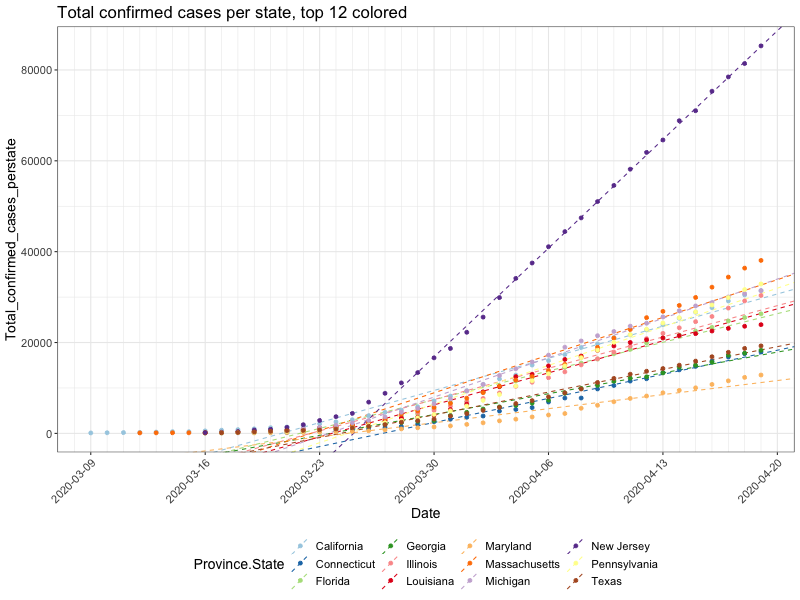 Total confirmed cases per state, top 12 colored
Total_confirmed_cases_perstate
80000
60000
40000
20000
0
2020-03-09 2020-03-16 2020-03-23 2020-03-30 2020-04-06 2020-04-13 2020-04-20
Date
Province.State
California Georgia Maryland New Jersey
Connecticut Illinois Massachusetts Pennsylvania
Florida Louisiana Michigan Texas